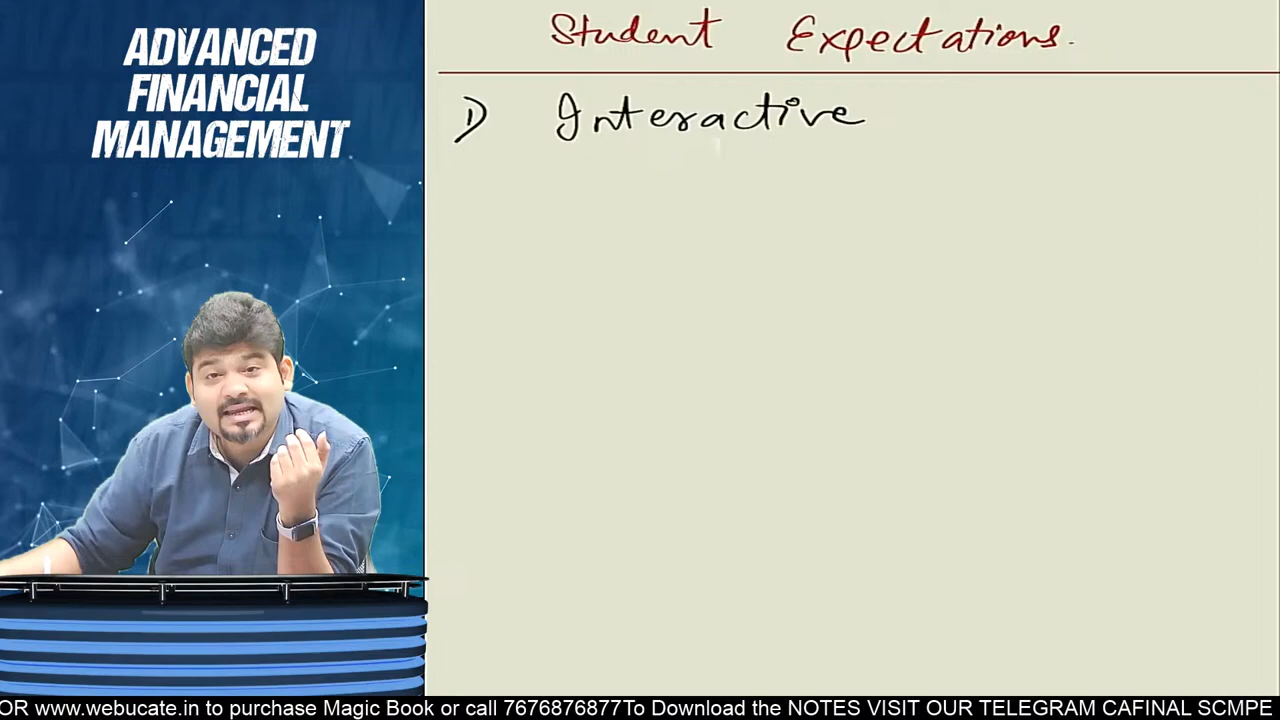 ADVANCED
FINANCIAL
MANAGEMENT
Student Expectations.
1) Interactive
OR www.webucate.in to purchase Magic Book or call 7676876877To Download the NOTES VISIT OUR TELEGRAM CAFINAL SCMPE